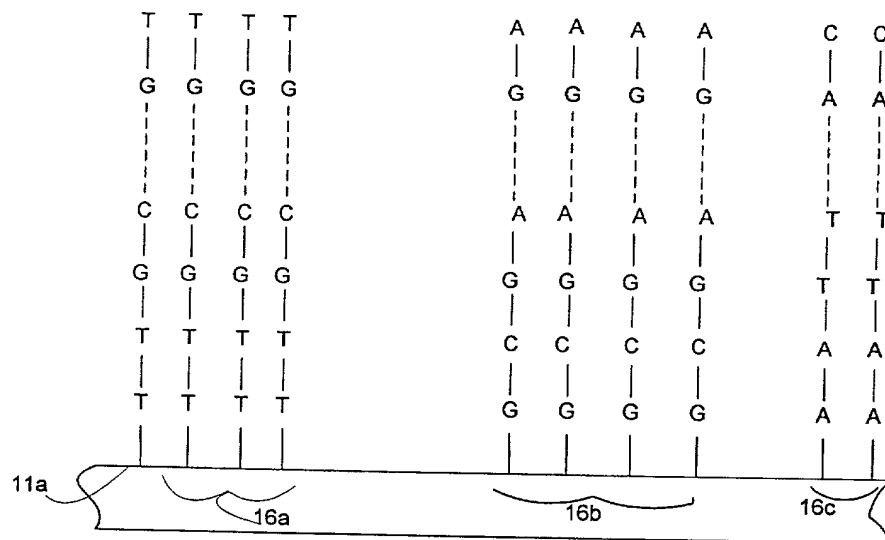 T T T T A A A A C C
G G G G G G G G A A
C C C C A A A A T T
G G G G G G G G T T
T T T T C C C C A A
T T T T G G G G A A
11a 16a 16b 16c